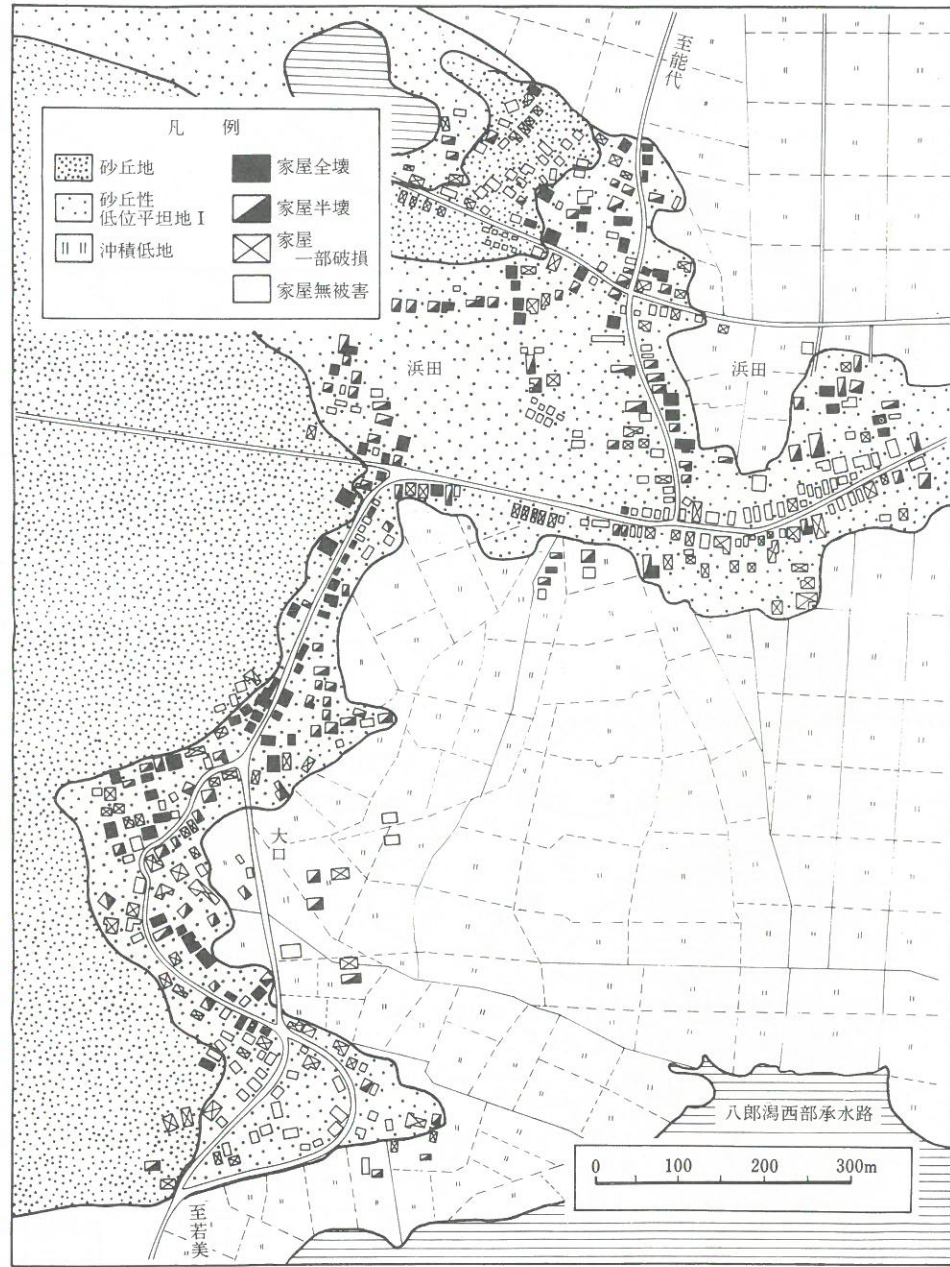 至能代
凡　例
砂丘地
砂丘性
低位平坦地 I
沖積低地
家屋全壊
家屋半壊
家屋
一部破損
家屋無被害
浜田
浜田
大口
八郎潟西部承水路
0 100 200 300m
至若美